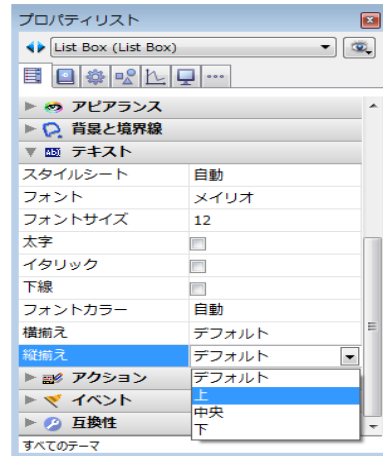 プロパティリスト
List Box (List Box)
アピアランス
背景と境界線
テキスト
スタイルシート 自動
フォント メイリオ
フォントサイズ 12
太字
イタリック
下線
フォントカラー 自動
横揃え デフォルト
縦揃え デフォルト
アクション デフォルト
上
イベント 中央
互換性 下
すべてのテーマ